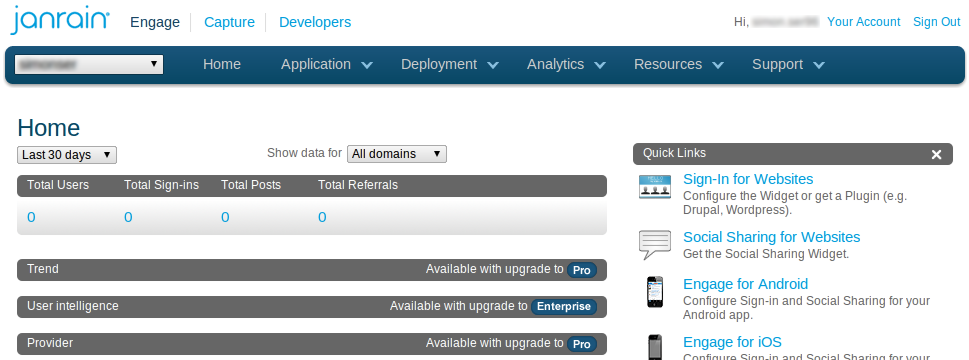 janrain Engage Capture Developers
Hi, Your Account Sign Out
Home Application Deployment Analytics Resources Support
Home
Last 30 days
Show data for All domains
Total Users Total Sign-ins Total Posts Total Referrals
0 0 0 0
Trend Available with upgrade to Pro
User intelligence Available with upgrade to Enterprise
Provider Available with upgrade to Pro
Quick Links
Sign-In for Websites
Configure the Widget or get a Plugin (e.g.
Drupal, Wordpress).
Social Sharing for Websites
Get the Social Sharing Widget.
Engage for Android
Configure Sign-in and Social Sharing for your
Android app.
Engage for iOS
Configure Sign-in and Social Sharing for your